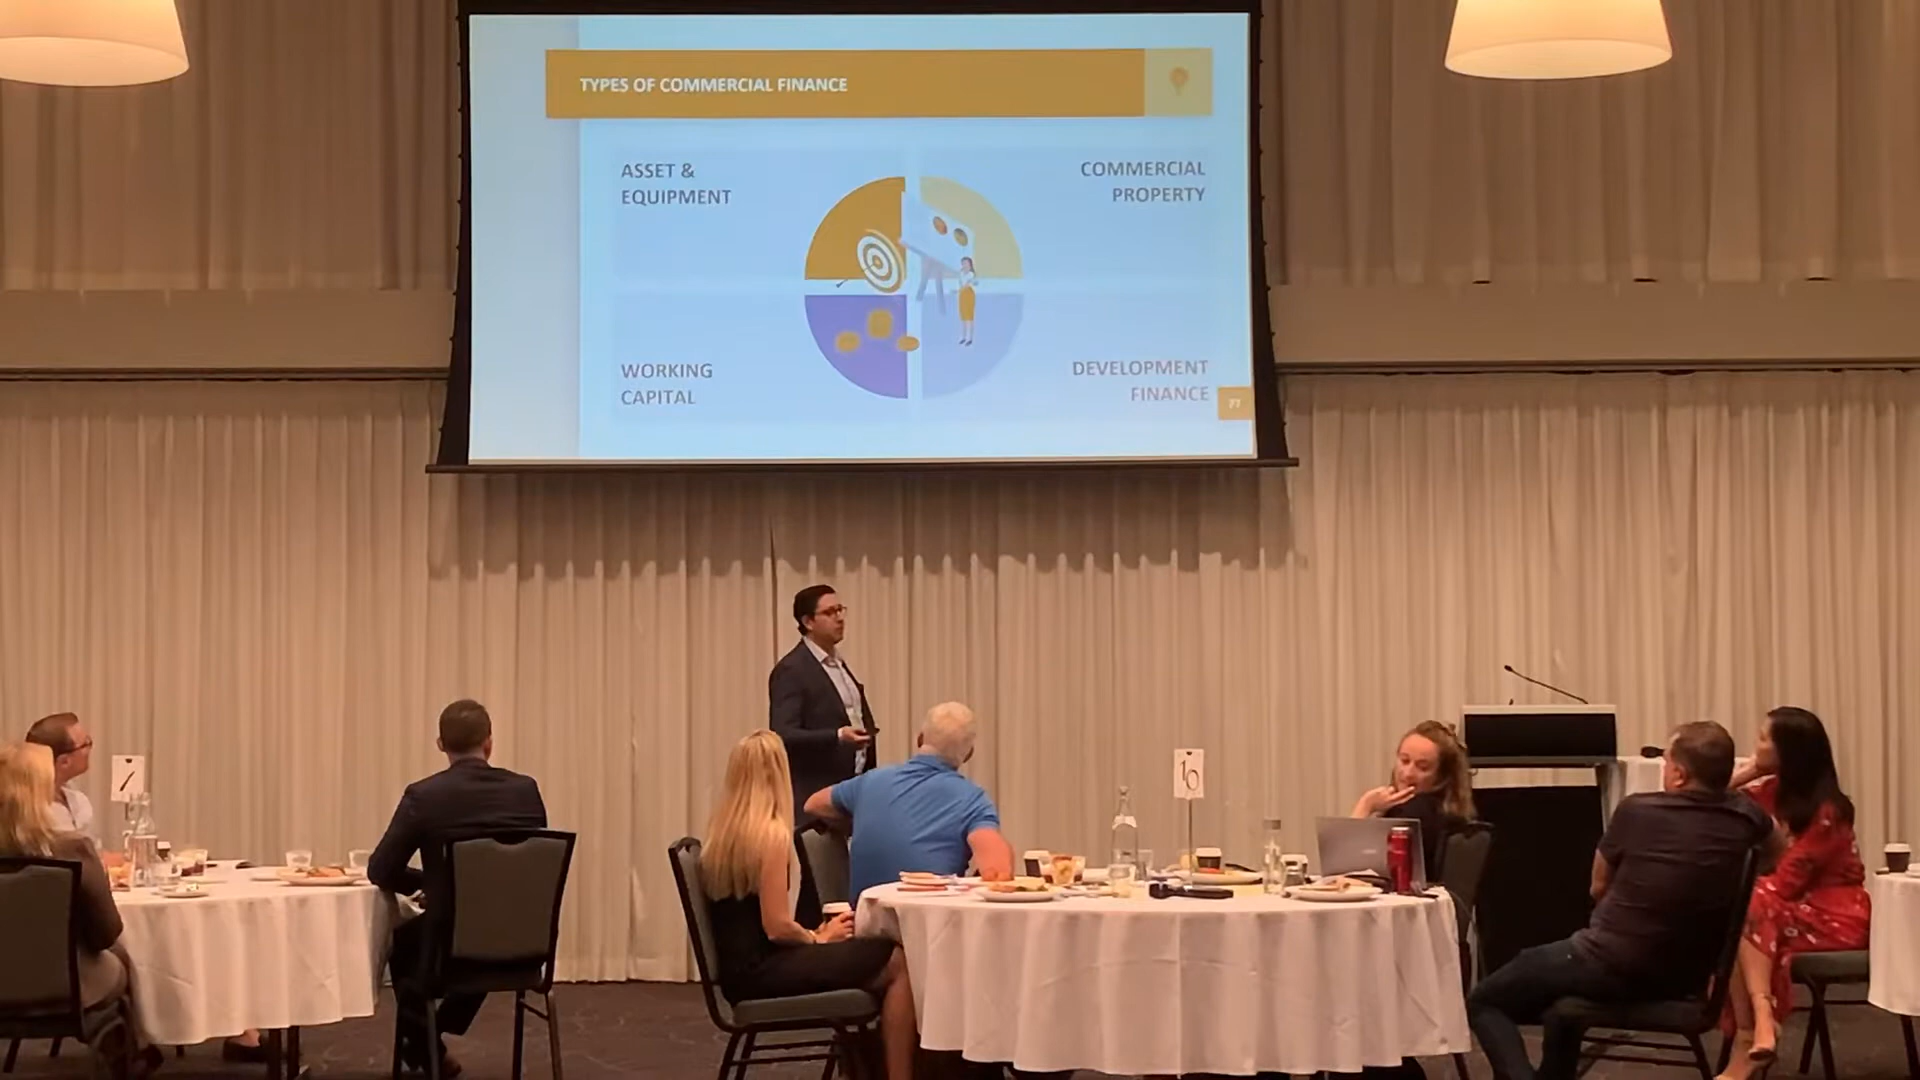 TYPES OF COMMERCIAL FINANCE
ASSET &
EQUIPMENT
COMMERCIAL
PROPERTY
WORKING
CAPITAL
DEVELOPMENT
FINANCE
77
10